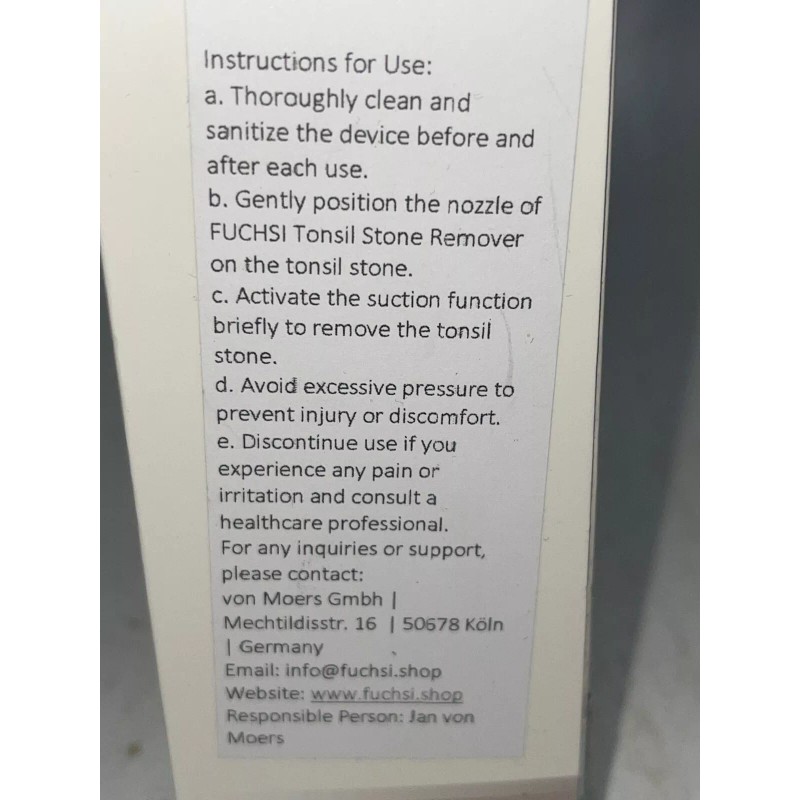 Instructions for Use:
a. Thoroughly clean and
sanitize the device before and
after each use.
b. Gently position the nozzle of
FUCHSI Tonsil Stone Remover
on the tonsil stone.
c. Activate the suction function
briefly to remove the tonsil
stone.
d. Avoid excessive pressure to
prevent injury or discomfort.
e. Discontinue use if you
experience any pain or
irritation and consult a
healthcare professional.
For any inquiries or support,
please contact:
von Moers Gmbh |
Mechtildisstr. 16 | 50678 Köln
| Germany
Email: info@fuchsi.shop
Website: www.fuchsi.shop
Responsible Person: Jan von
Moers